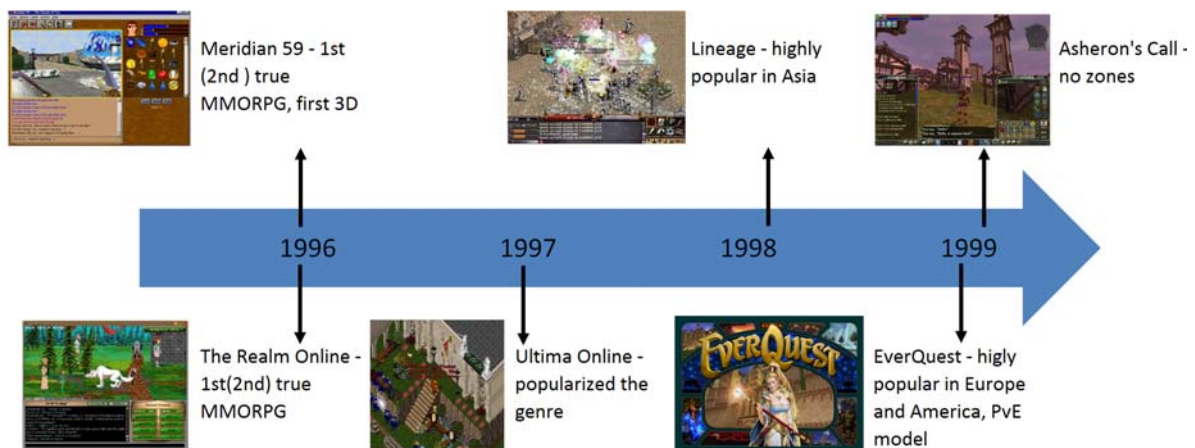 Meridian 59 - 1st
(2nd ) true
MMORPG, first 3D
Lineage - highly
popular in Asia
Asheron's Call -
no zones
1996
1997
1998
1999
The Realm Online -
1st(2nd) true
MMORPG
Ultima Online -
popularized the
genre
EVERQUEST
EverQuest - higly
popular in Europe
and America, PvE
model